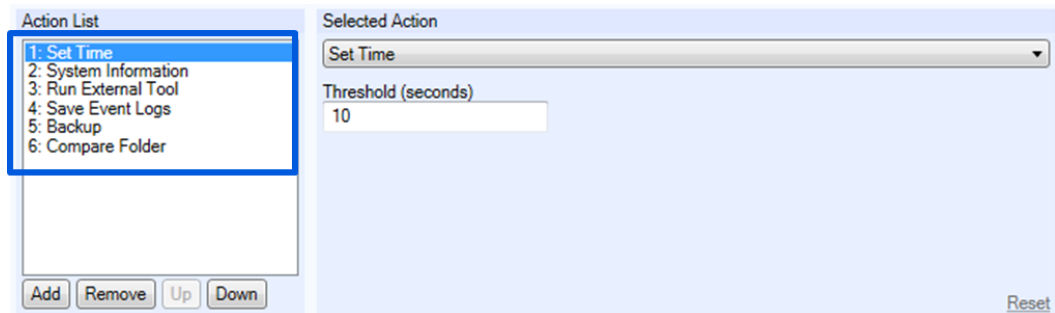 Action List
1: Set Time
2: System Information
3: Run External Tool
4: Save Event Logs
5: Backup
6: Compare Folder
Add Remove Up Down
Selected Action
Set Time
Threshold (seconds)
10
Reset